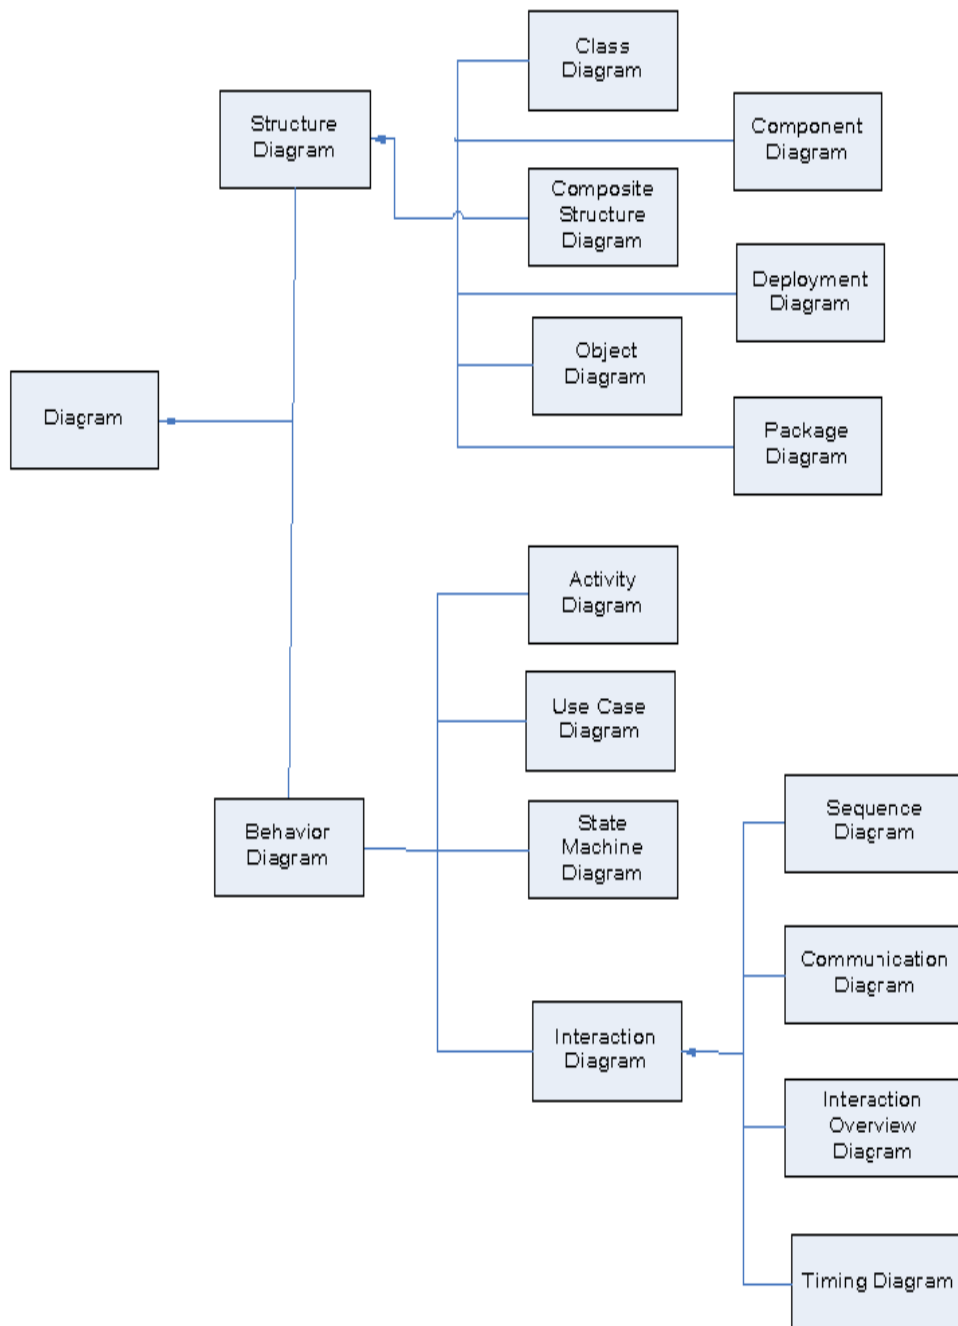 Class
Diagram
Structure
Diagram
Component
Diagram
Composite
Structure
Diagram
Deployment
Diagram
Object
Diagram
Diagram
Package
Diagram
Activity
Diagram
Use Case
Diagram
State
Machine
Diagram
Behavior
Diagram
Sequence
Diagram
Communication
Diagram
Interaction
Diagram
Interaction
Overview
Diagram
Timing Diagram